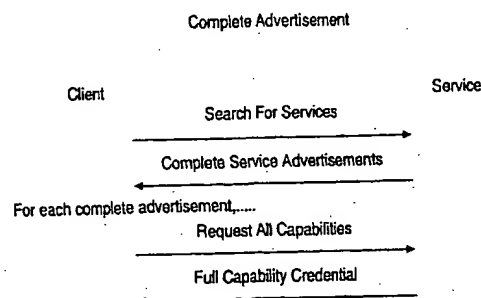 Complete Advertisement
Client
Service
Search For Services
Complete Service Advertisements
For each complete advertisement,.....
Request All Capabilities
Full Capability Credential